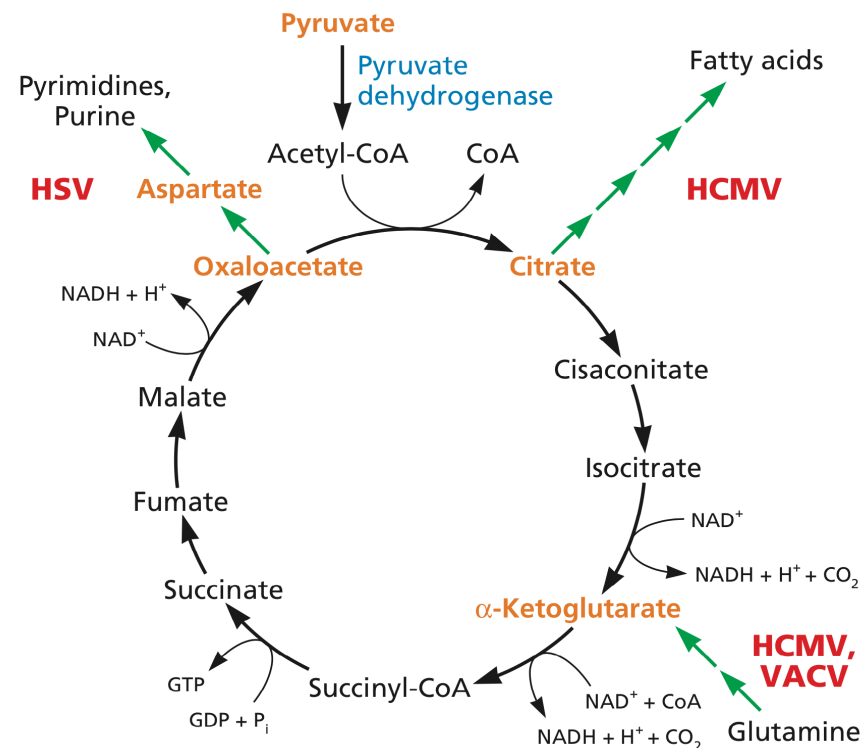 Pyruvate
Pyruvate
dehydrogenase
Fatty acids
Pyrimidines,
Purine
Acetyl-CoA
CoA
HSV
Aspartate
HCMV
Oxaloacetate
Citrate
NADH + H⁺
NAD⁺
Cisaconitate
Malate
Isocitrate
Fumate
NAD⁺
NADH + H⁺ + CO₂
Succinate
α-Ketoglutarate
HCMV,
VACV
GTP
Succinyl-CoA
NAD⁺ + CoA
GDP + Pᵢ
Glutamine
NADH + H⁺ + CO₂